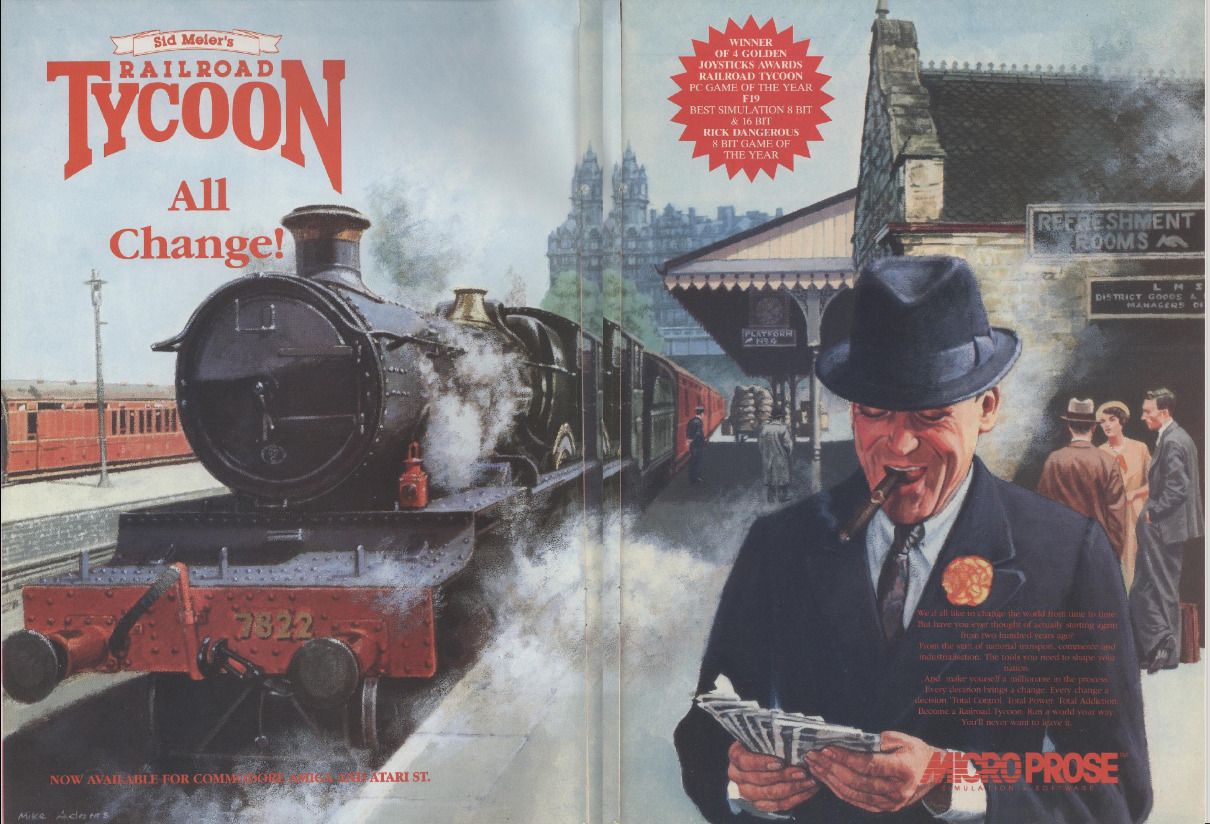 Sid Meier's
RAILROAD
TYCOON
All
Change!
WINNER
OF 4 GOLDEN
JOYSTICKS AWARDS
RAILROAD TYCOON
PC GAME OF THE YEAR
F19
BEST SIMULATION 8 BIT
& 16 BIT
RICK DANGEROUS
8 BIT GAME OF
THE YEAR
REFRESHMENT
ROOMS
L M S
DISTRICT GOODS &
MANAGERS
PLATFORM
No 6
2
7822
We'd all like to change the world from time to time.
But have you ever thought of actually starting again
from two hundred years ago?
From the start of national transport, commerce and
industrialisation. The tools you need to shape your
nation.
And make yourself a millionaire in the process.
Every decision brings a change. Every change a
decision. Total Control. Total Power. Total Addiction.
Become a Railroad Tycoon. Run a world your way.
You'll never want to leave it.
NOW AVAILABLE FOR COMMODORE AMIGA AND ATARI ST.
MICROPROSE™
SIMULATION • SOFTWARE
Mike Adams